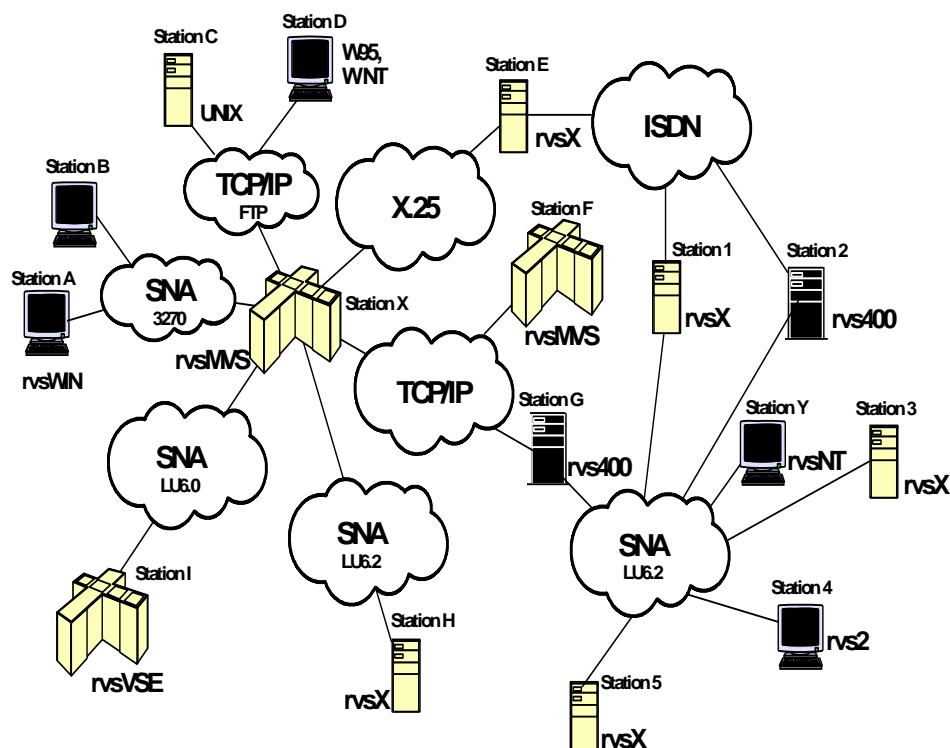 Station C
Station D
W95,
WNT
UNIX
Station E
rvsX
ISDN
Station B
TCP/IP
FTP
X.25
Station F
rvsMVS
Station 1
rvsX
Station 2
rvs400
Station A
rvsWIN
SNA
3270
Station X
rvsMVS
TCP/IP
Station G
rvs400
Station Y
rvsNT
Station 3
rvsX
SNA
LU6.0
SNA
LU6.2
SNA
LU6.2
Station I
rvsVSE
Station H
rvsX
Station 4
rvs2
Station 5
rvsX